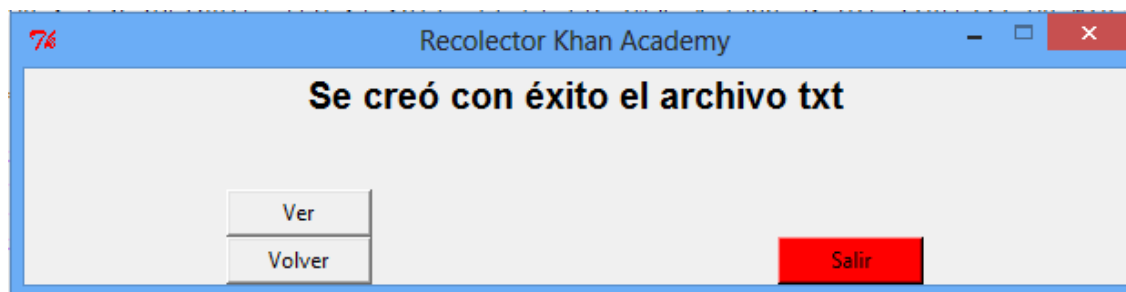 Recolector Khan Academy
Se creó con éxito el archivo txt
Ver
Volver
Salir